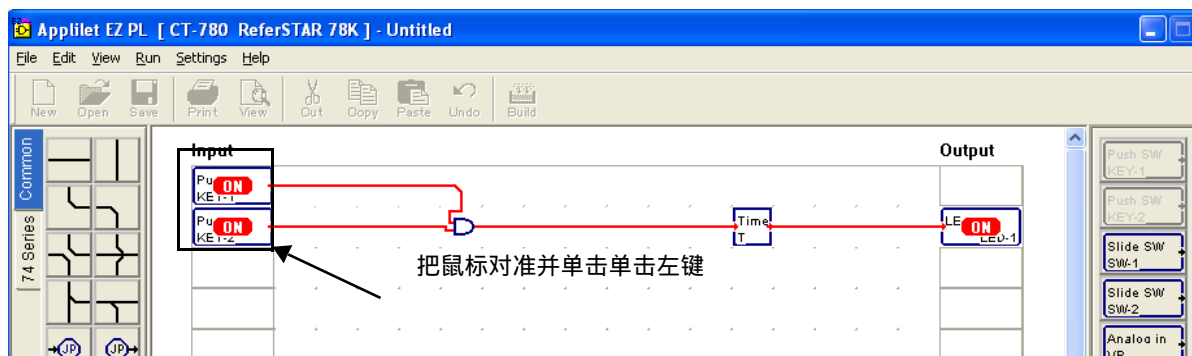 Applilet EZ PL [ CT-780 ReferSTAR 78K ] - Untitled
File Edit View Run Settings Help
New Open Save Print View Cut Copy Paste Undo Build
Common
74 Series
JP JP
Input
Output
ON
KEY-1
ON
KEY-2
Time
T
LE ON
LED-1
把鼠标对准并单击单击左键
Push SW
KEY-1
Push SW
KEY-2
Slide SW
SW-1
Slide SW
SW-2
Analog in